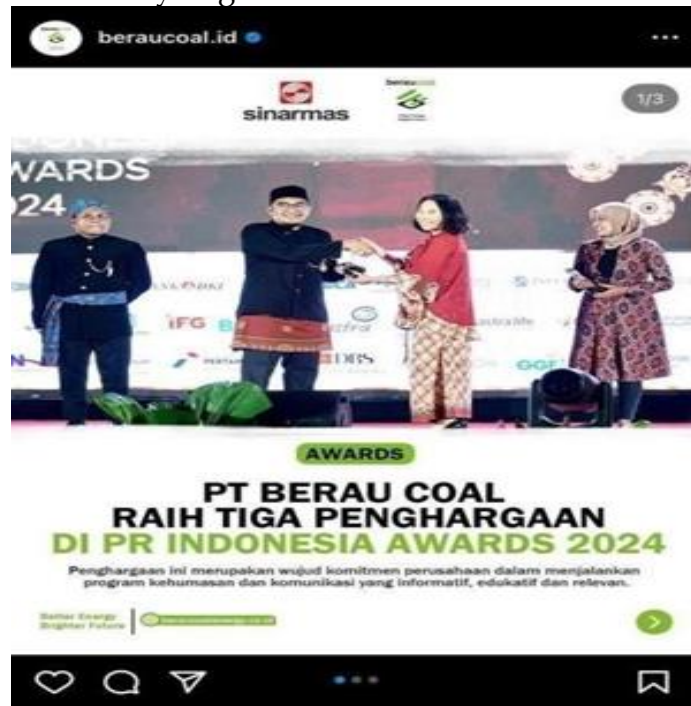 beraucoal.id
sinarmas
1/3
WARDS
24
IFG
DBS
AWARDS
PT BERAU COAL
RAIH TIGA PENGHARGAAN
DI PR INDONESIA AWARDS 2024
Penghargaan ini merupakan wujud komitmen perusahaan dalam menjalankan
program kehumasan dan komunikasi yang informatif, edukatif dan relevan.
Better Energy
Brighter Future